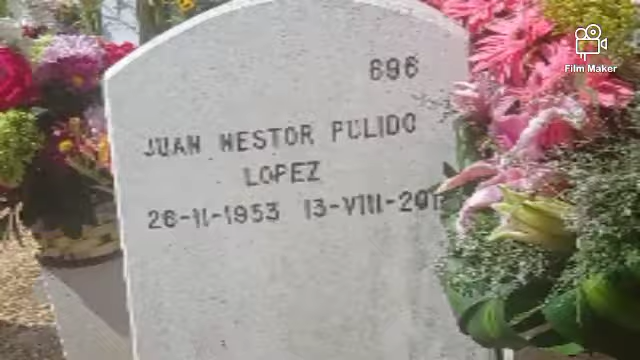 Film Maker
696
JUAN NESTOR PULIDO
LOPEZ
26-II-1953 13-VIII-201